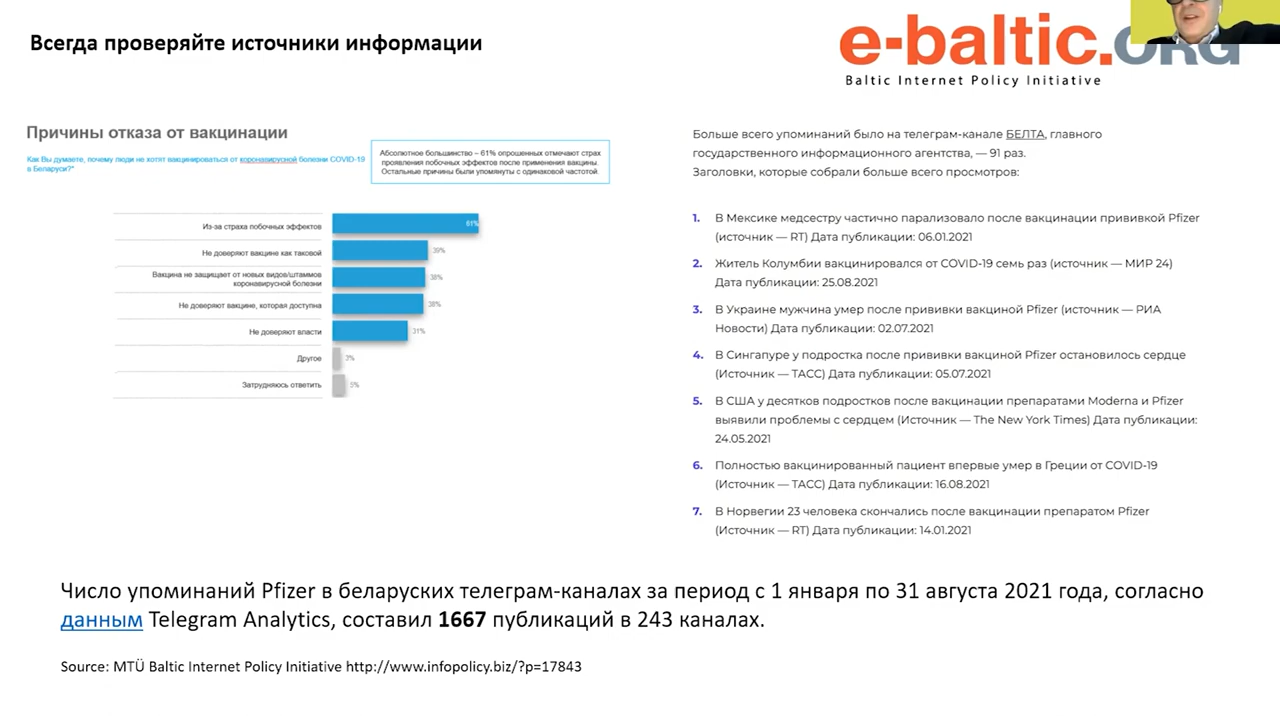 Всегда проверяйте источники информации
e-baltic.ORG
Baltic Internet Policy Initiative
Причины отказа от вакцинации
Как Вы думаете, почему люди не хотят вакцинироваться от коронавирусной болезни COVID-19
в Беларуси?*
Абсолютное большинство – 61% опрошенных отмечают страх
проявления побочных эффектов после применения вакцины.
Остальные причины были упомянуты с одинаковой частотой.
Из-за страха побочных эффектов 61%
Не доверяют вакцине как таковой 39%
Вакцина не защищает от новых видов/штаммов
коронавирусной болезни 38%
Не доверяют вакцине, которая доступна 38%
Не доверяют власти 31%
Другое 3%
Затрудняюсь ответить 5%
Больше всего упоминаний было на телеграм-канале БЕЛТА, главного
государственного информационного агентства, — 91 раз.
Заголовки, которые собрали больше всего просмотров:
1. В Мексике медсестру частично парализовало после вакцинации прививкой Pfizer
(источник — RT) Дата публикации: 06.01.2021
2. Житель Колумбии вакцинировался от COVID-19 семь раз (источник — МИР 24)
Дата публикации: 25.08.2021
3. В Украине мужчина умер после прививки вакциной Pfizer (источник — РИА
Новости) Дата публикации: 02.07.2021
4. В Сингапуре у подростка после прививки вакциной Pfizer остановилось сердце
(Источник — ТАСС) Дата публикации: 05.07.2021
5. В США у десятков подростков после вакцинации препаратами Moderna и Pfizer
выявили проблемы с сердцем (Источник — The New York Times) Дата публикации:
24.05.2021
6. Полностью вакцинированный пациент впервые умер в Греции от COVID-19
(Источник — ТАСС) Дата публикации: 16.08.2021
7. В Норвегии 23 человека скончались после вакцинации препаратом Pfizer
(Источник — RT) Дата публикации: 14.01.2021
Число упоминаний Pfizer в беларуских телеграм-каналах за период с 1 января по 31 августа 2021 года, согласно
данным Telegram Analytics, составил 1667 публикаций в 243 каналах.
Source: MTÜ Baltic Internet Policy Initiative http://www.infopolicy.biz/?p=17843